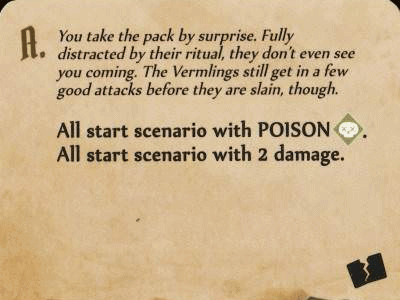 A. You take the pack by surprise. Fully
distracted by their ritual, they don't even see
you coming. The Vermlings still get in a few
good attacks before they are slain, though.
All start scenario with POISON.
All start scenario with 2 damage.